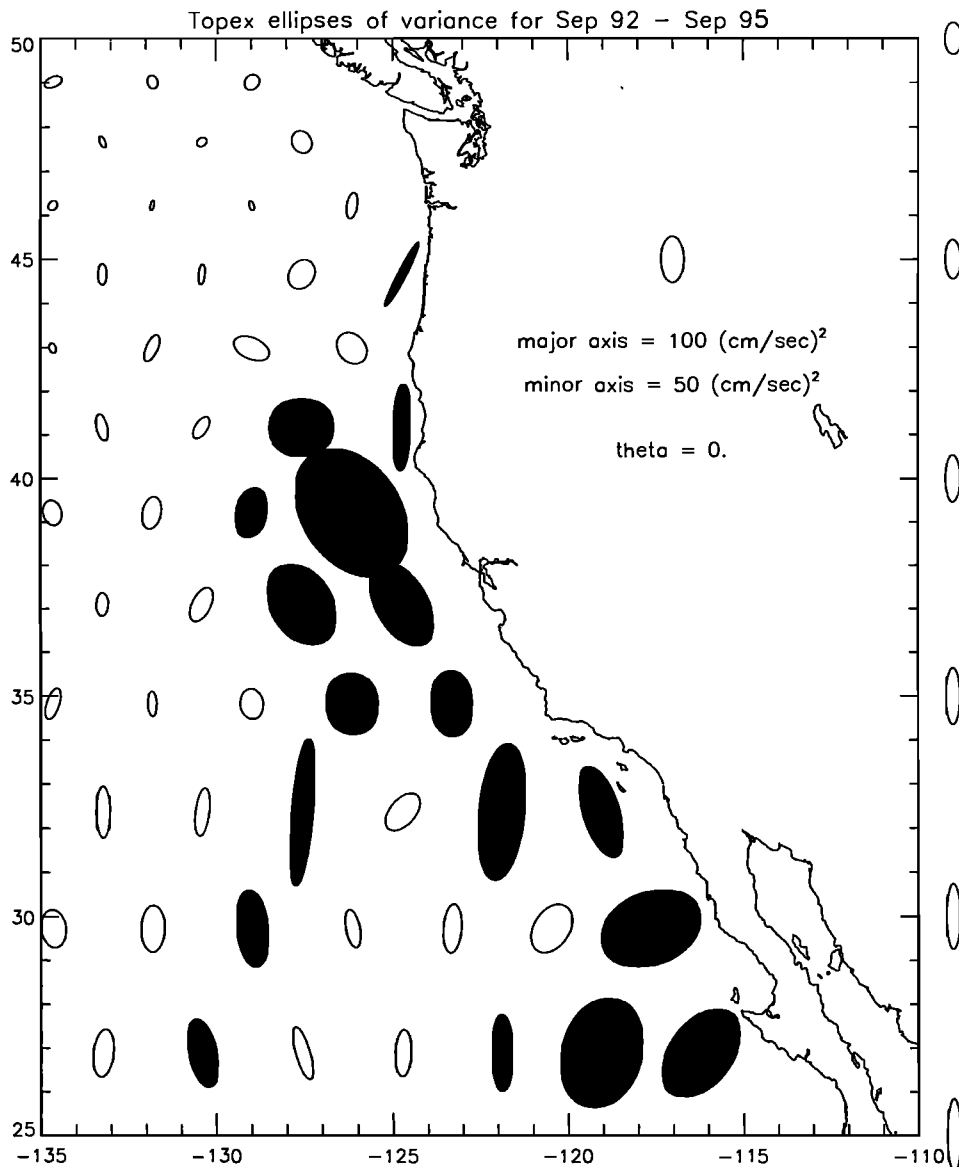 Topex ellipses of variance for Sep 92 – Sep 95
50
45
major axis = 100 (cm/sec)²
minor axis = 50 (cm/sec)²
theta = 0.
40
35
30
25
−135 −130 −125 −120 −115 −110